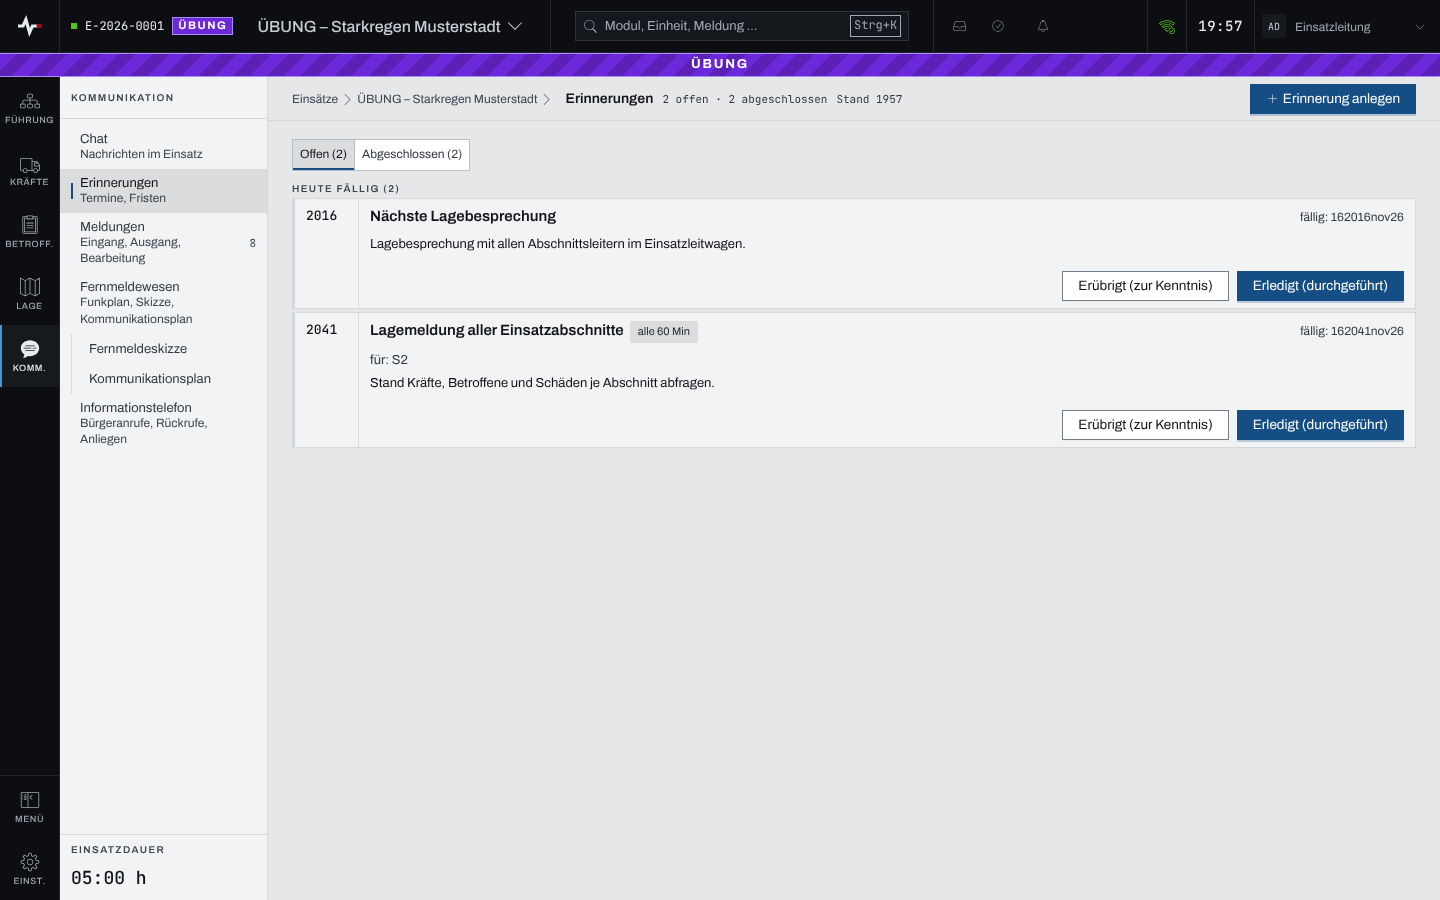 E-2026-0001 ÜBUNG ÜBUNG – Starkregen Musterstadt Modul, Einheit, Meldung ... Strg+K 19:57 AD Einsatzleitung
ÜBUNG
FÜHRUNG
KRÄFTE
BETROFF.
LAGE
KOMM.
MENÜ
EINST.
KOMMUNIKATION
Chat
Nachrichten im Einsatz
Erinnerungen
Termine, Fristen
Meldungen
Eingang, Ausgang,
Bearbeitung
8
Fernmeldewesen
Funkplan, Skizze,
Kommunikationsplan
Fernmeldeskizze
Kommunikationsplan
Informationstelefon
Bürgeranrufe, Rückrufe,
Anliegen
EINSATZDAUER
05:00 h
Einsätze ÜBUNG – Starkregen Musterstadt Erinnerungen 2 offen · 2 abgeschlossen Stand 1957
+ Erinnerung anlegen
Offen (2) Abgeschlossen (2)
HEUTE FÄLLIG (2)
2016 Nächste Lagebesprechung fällig: 162016nov26
Lagebesprechung mit allen Abschnittsleitern im Einsatzleitwagen.
Erübrigt (zur Kenntnis) Erledigt (durchgeführt)
2041 Lagemeldung aller Einsatzabschnitte alle 60 Min fällig: 162041nov26
für: S2
Stand Kräfte, Betroffene und Schäden je Abschnitt abfragen.
Erübrigt (zur Kenntnis) Erledigt (durchgeführt)